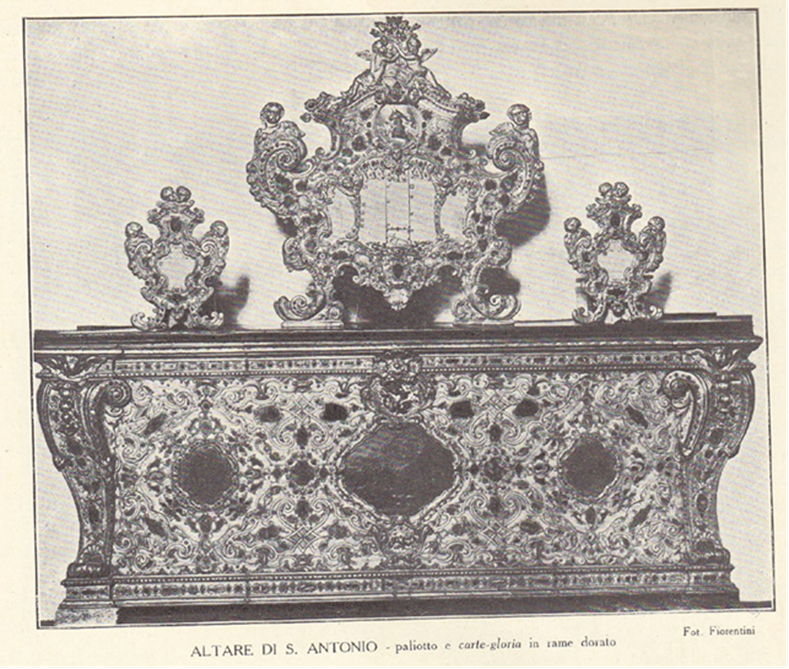 Fot. Fiorentini
ALTARE DI S. ANTONIO - paliotto e carte-gloria in rame dorato